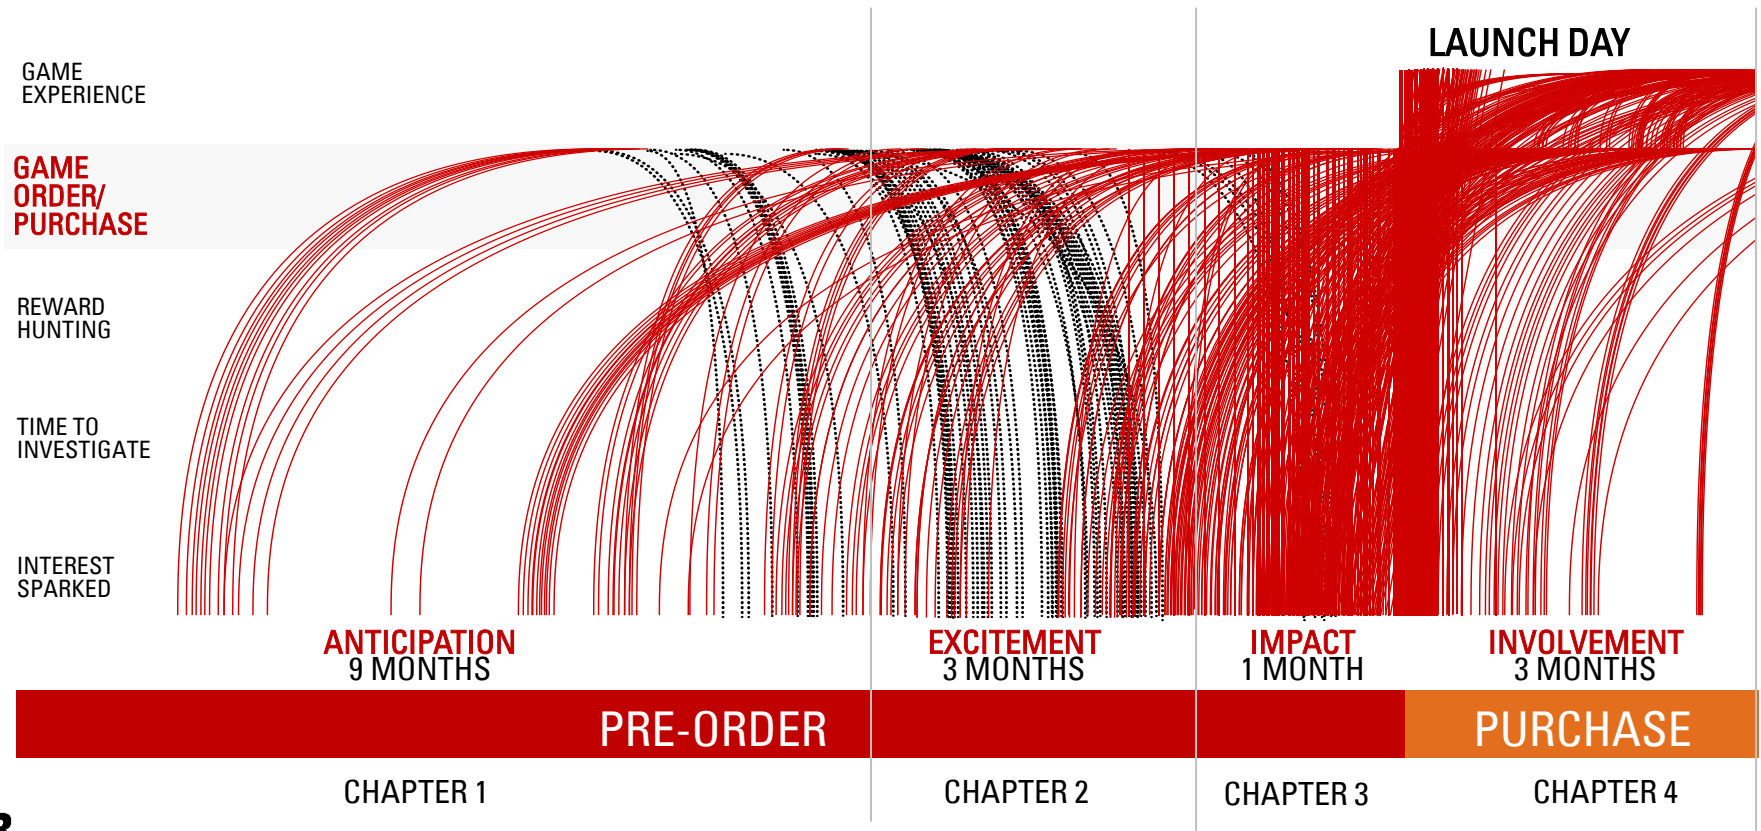 LAUNCH DAY
GAME
EXPERIENCE
GAME
ORDER/
PURCHASE
REWARD
HUNTING
TIME TO
INVESTIGATE
INTEREST
SPARKED
ANTICIPATION
9 MONTHS
EXCITEMENT
3 MONTHS
IMPACT
1 MONTH
INVOLVEMENT
3 MONTHS
PRE-ORDER
PURCHASE
CHAPTER 1
CHAPTER 2
CHAPTER 3
CHAPTER 4